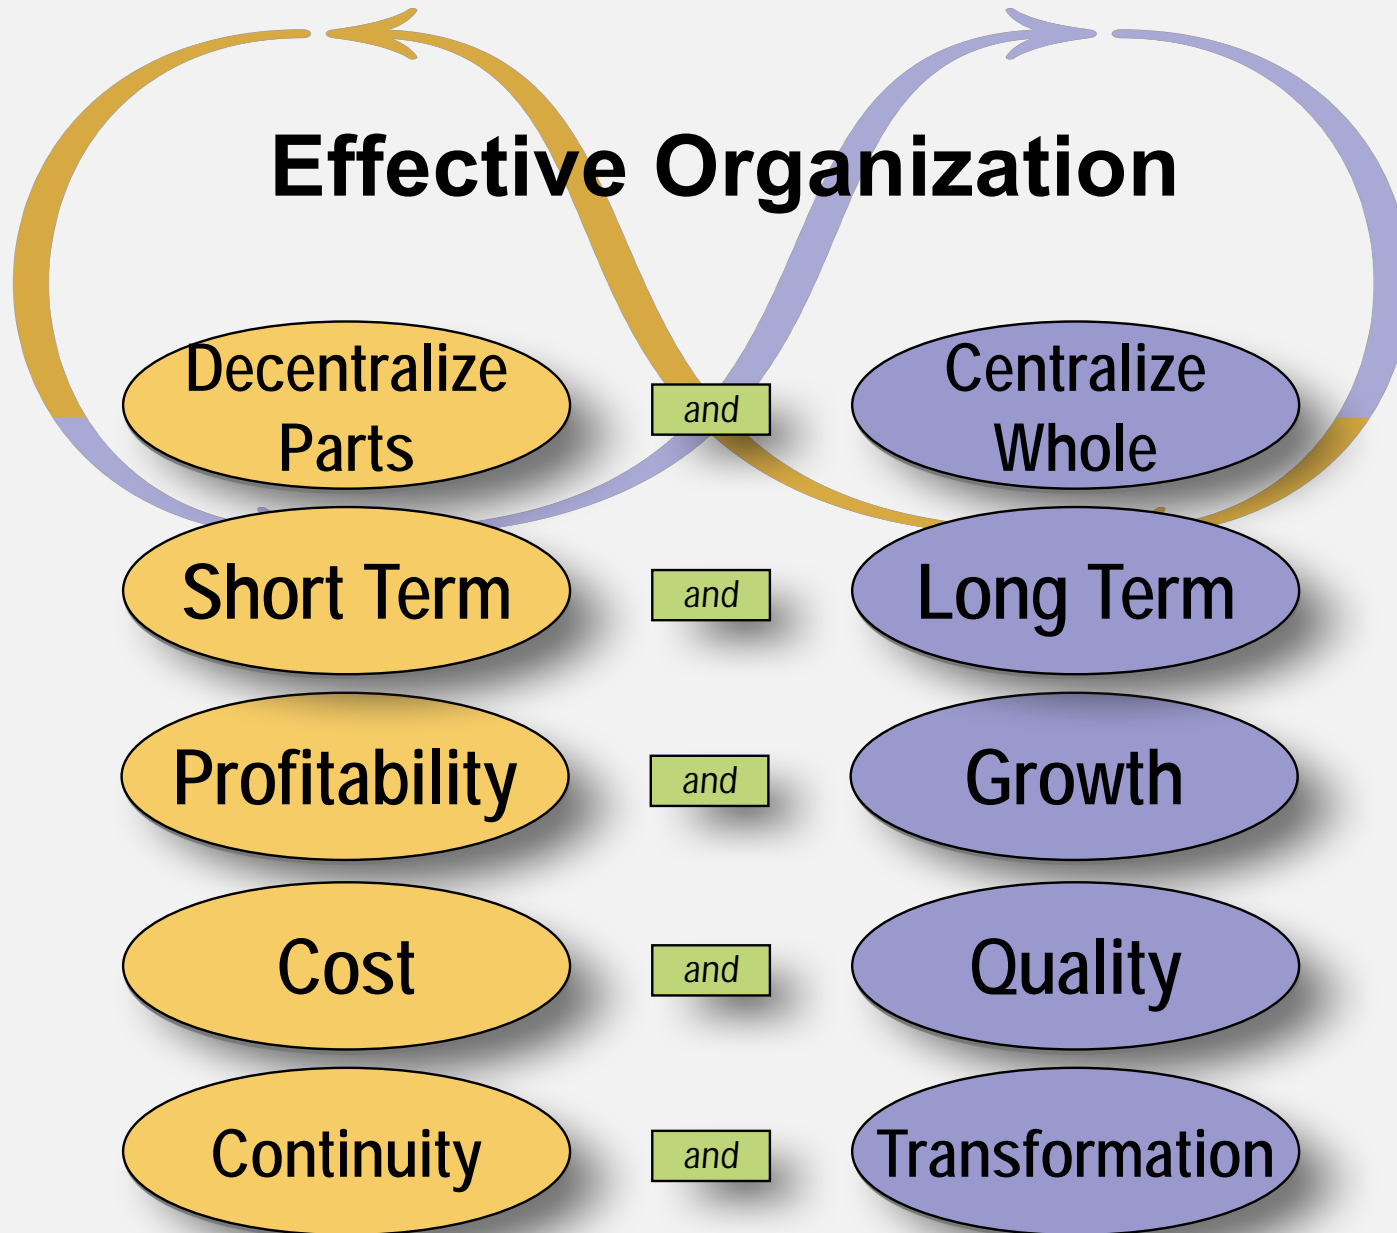 Effective Organization
Decentralize
Parts
and
Centralize
Whole
Short Term
and
Long Term
Profitability
and
Growth
Cost
and
Quality
Continuity
and
Transformation